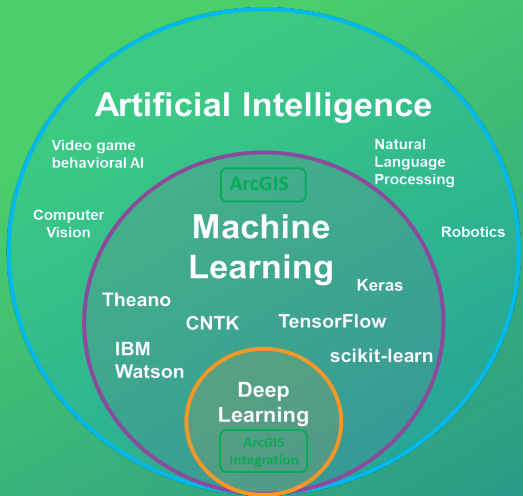 Artificial Intelligence
Video game
behavioral AI
Natural
Language
Processing
ArcGIS
Computer
Vision
Machine
Learning
Robotics
Keras
Theano
CNTK
TensorFlow
IBM
Watson
scikit-learn
Deep
Learning
ArcGIS
Integration